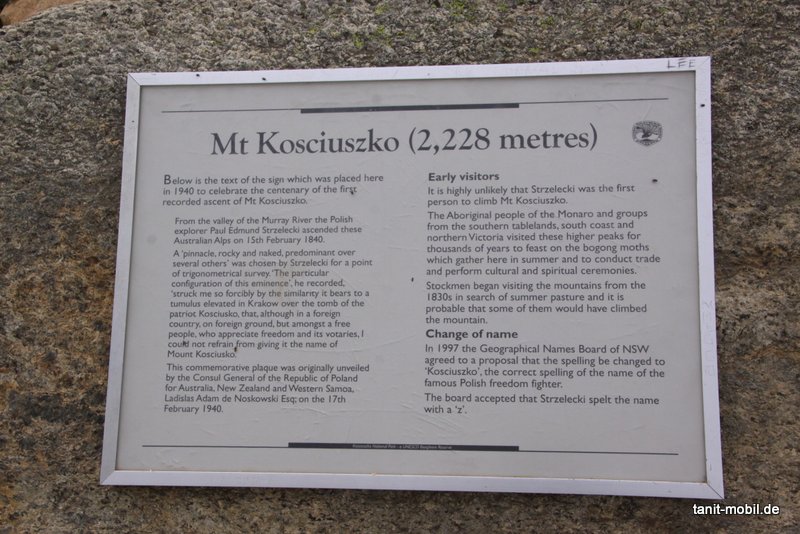 LEE
Mt Kosciuszko (2,228 metres)
Below is the text of the sign which was placed here
in 1940 to celebrate the centenary of the first
recorded ascent of Mt Kosciuszko.
From the valley of the Murray River the Polish
explorer Paul Edmund Strzelecki ascended these
Australian Alps on 15th February 1840.
A 'pinnacle, rocky and naked, predominant over
several others' was chosen by Strzelecki for a point
of trigonometrical survey. 'The particular
configuration of this eminence', he recorded,
'struck me so forcibly by the similarity it bears to a
tumulus elevated in Krakow over the tomb of the
patriot Kosciusko, that, although in a foreign
country, on foreign ground, but amongst a free
people, who appreciate freedom and its votaries, I
could not refrain from giving it the name of
Mount Kosciusko.
This commemorative plaque was originally unveiled
by the Consul General of the Republic of Poland
for Australia, New Zealand and Western Samoa,
Ladislas Adam de Noskowski Esq; on the 17th
February 1940.
Early visitors
It is highly unlikely that Strzelecki was the first
person to climb Mt Kosciuszko.
The Aboriginal people of the Monaro and groups
from the southern tablelands, south coast and
northern Victoria visited these higher peaks for
thousands of years to feast on the bogong moths
which gather here in summer and to conduct trade
and perform cultural and spiritual ceremonies.
Stockmen began visiting the mountains from the
1830s in search of summer pasture and it is
probable that some of them would have climbed
the mountain.
Change of name
In 1997 the Geographical Names Board of NSW
agreed to a proposal that the spelling be changed to
'Kosciuszko', the correct spelling of the name of the
famous Polish freedom fighter.
The board accepted that Strzelecki spelt the name
with a 'z'.
Kosciuszko National Park - a UNESCO Biosphere Reserve
tanit-mobil.de